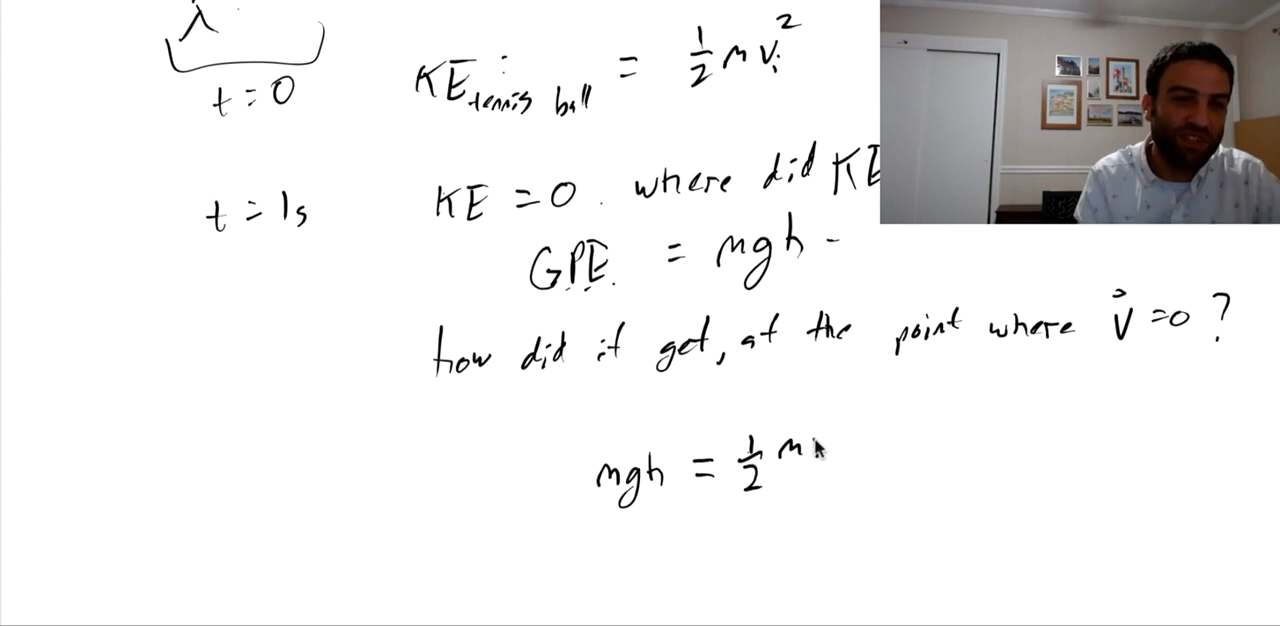 t = 0
KE tennis ball = 1/2 m vi²
t = 1s
KE = 0. where did KE
GPE = mgh -
how did it get, at the point where v⃗ = 0 ?
mgh = 1/2 m